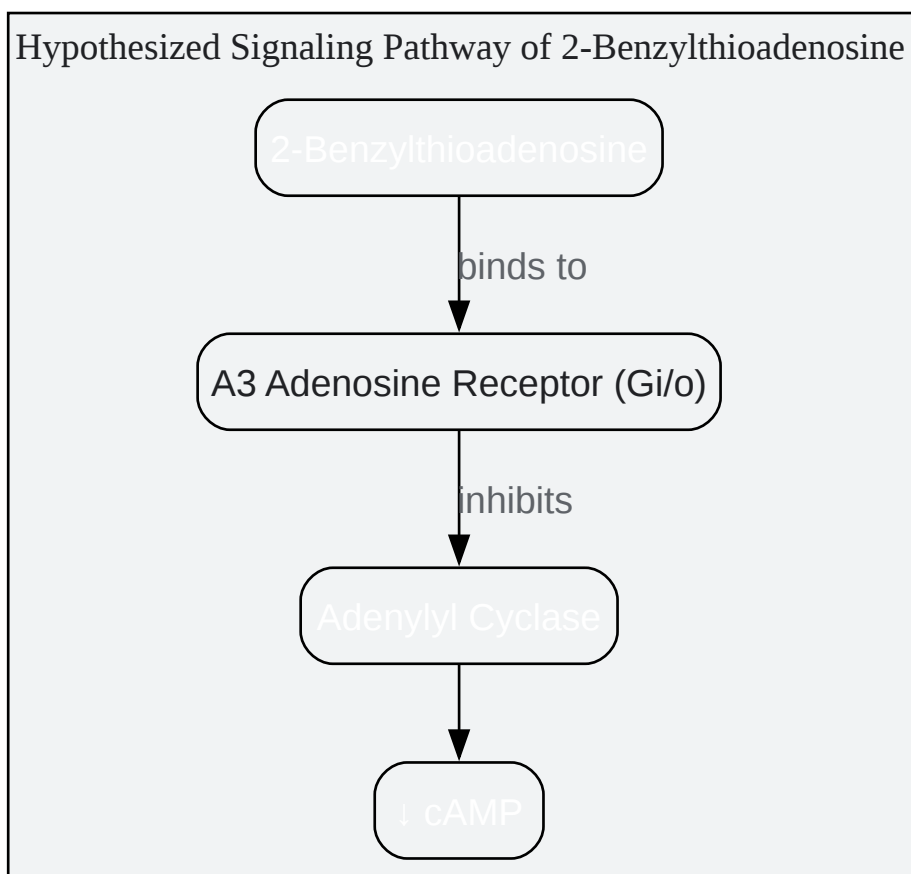 Hypothesized Signaling Pathway of 2-Benzylthioadenosine
2-Benzylthioadenosine
binds to
A3 Adenosine Receptor (Gi/o)
inhibits
Adenylyl Cyclase
↓ cAMP